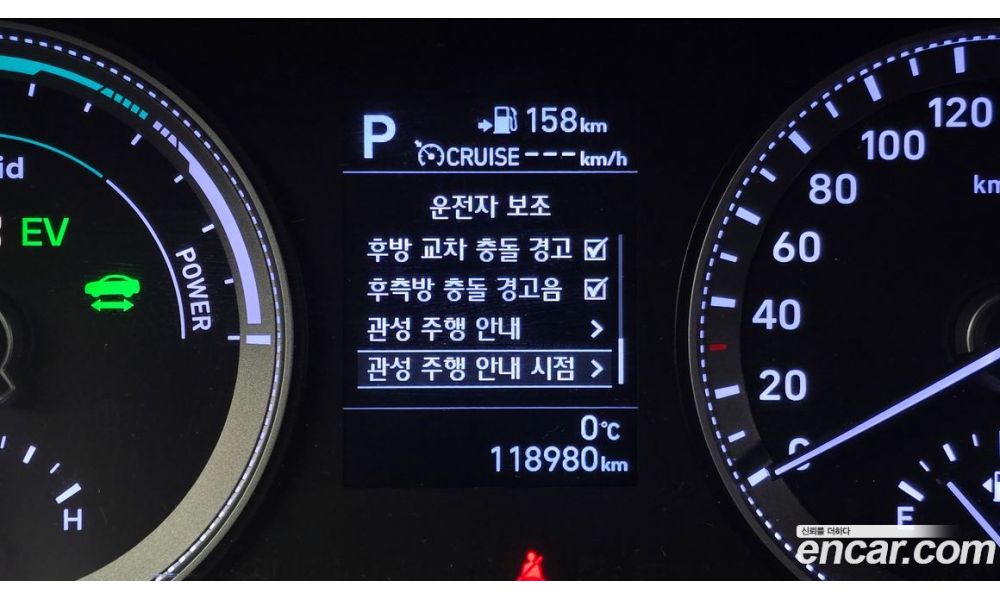 id
EV
POWER
H
P
158km
CRUISE ---km/h
운전자 보조
후방 교차 충돌 경고
후측방 충돌 경고음
관성 주행 안내
관성 주행 안내 시점
0°C
118980km
120
100
80
60
40
20
0
km
E
신뢰를 더하다
encar.com